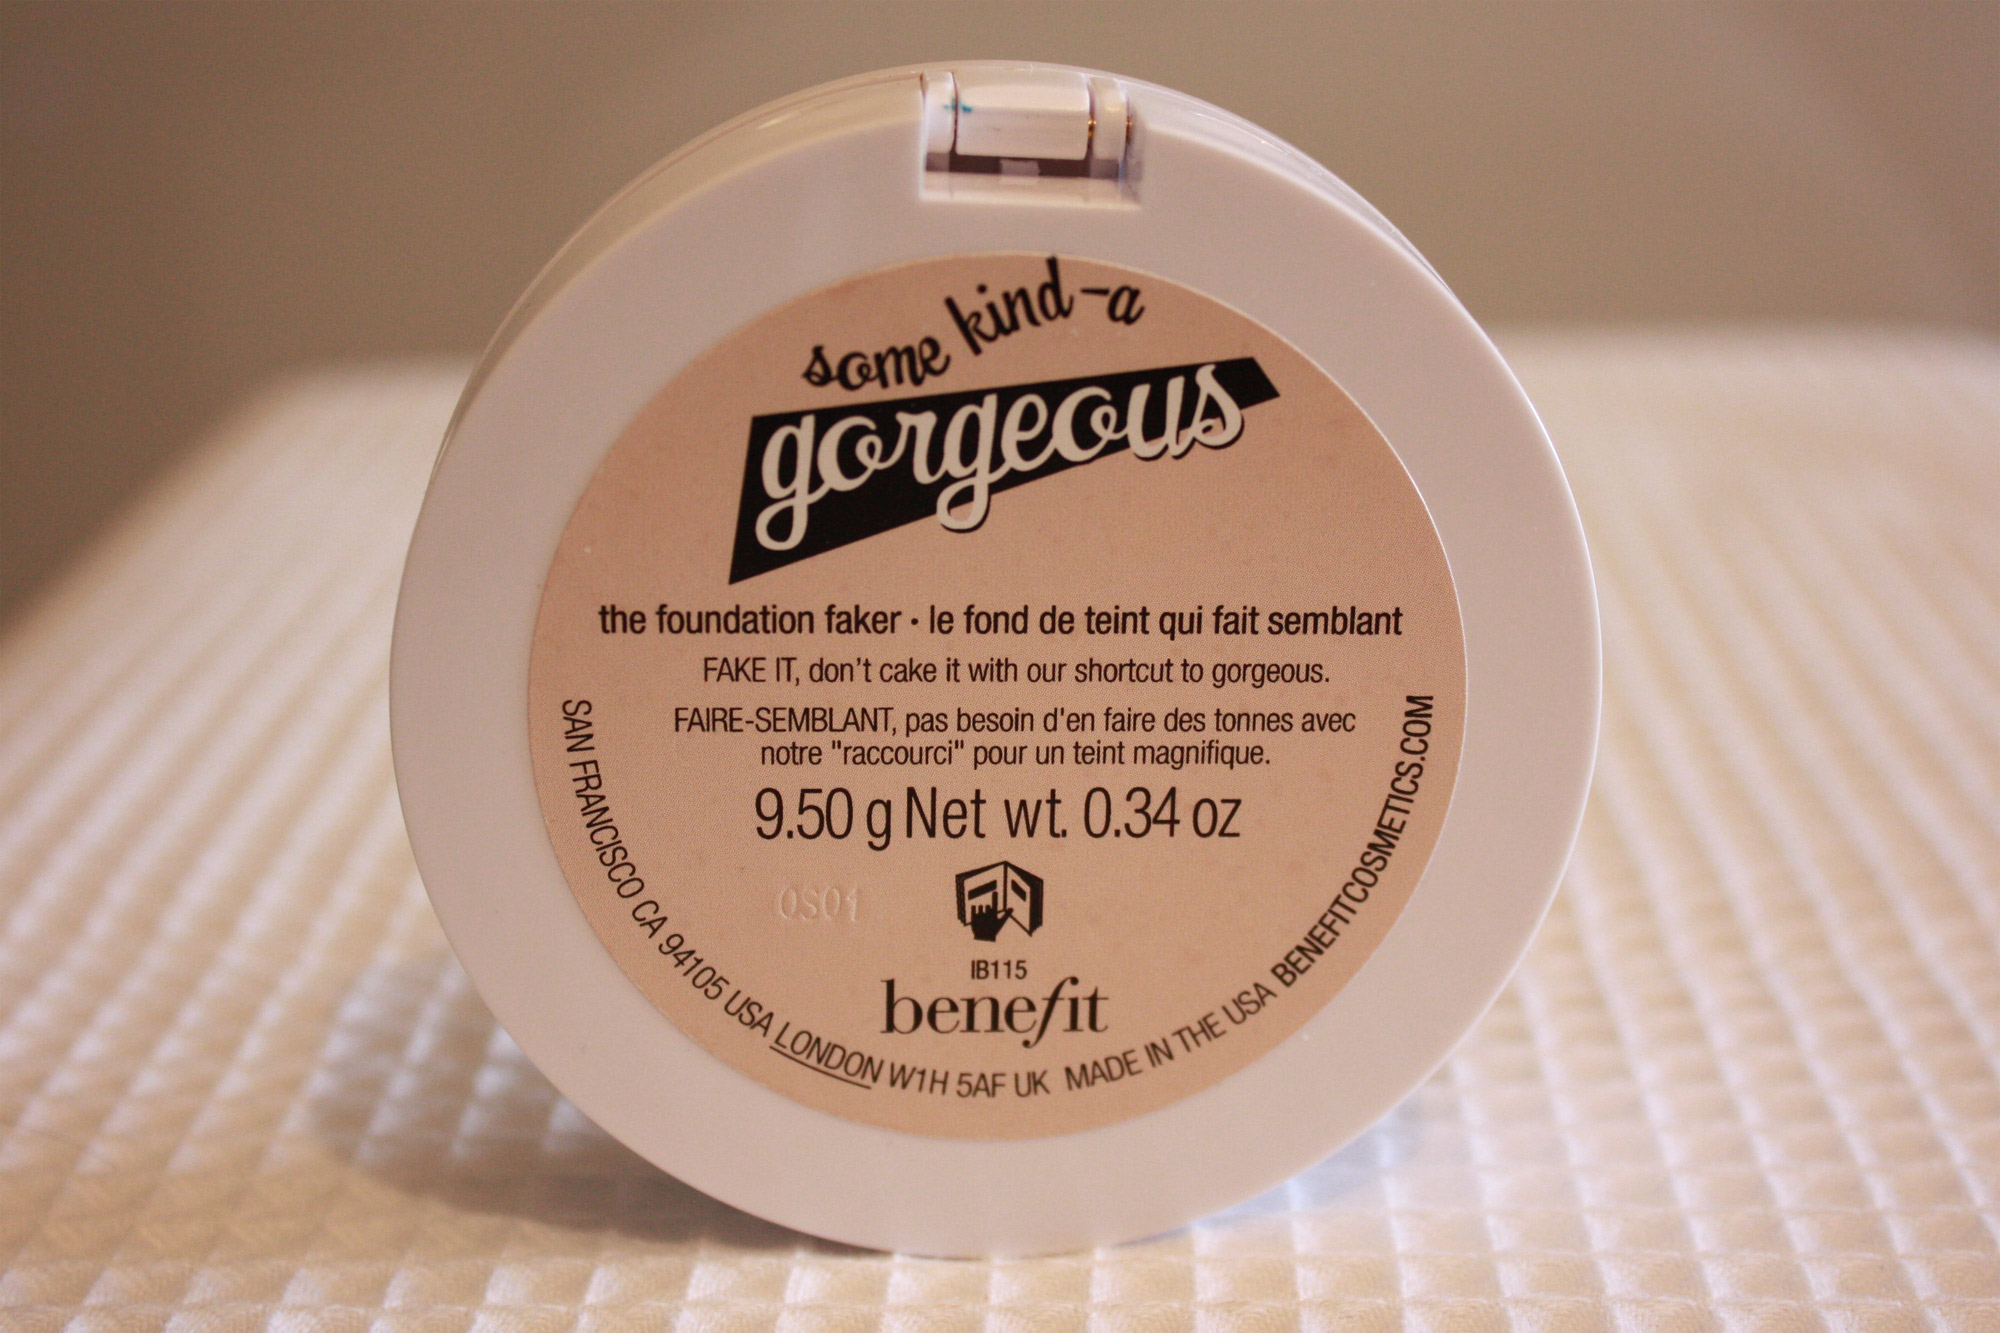 some kind-a
gorgeous
the foundation faker · le fond de teint qui fait semblant
FAKE IT, don't cake it with our shortcut to gorgeous.
FAIRE-SEMBLANT, pas besoin d'en faire des tonnes avec
notre "raccourci" pour un teint magnifique.
9.50 g Net wt. 0.34 oz
0S01
IB115
benefit
SAN FRANCISCO CA 94105 USA LONDON W1H 5AF UK MADE IN THE USA BENEFITCOSMETICS.COM